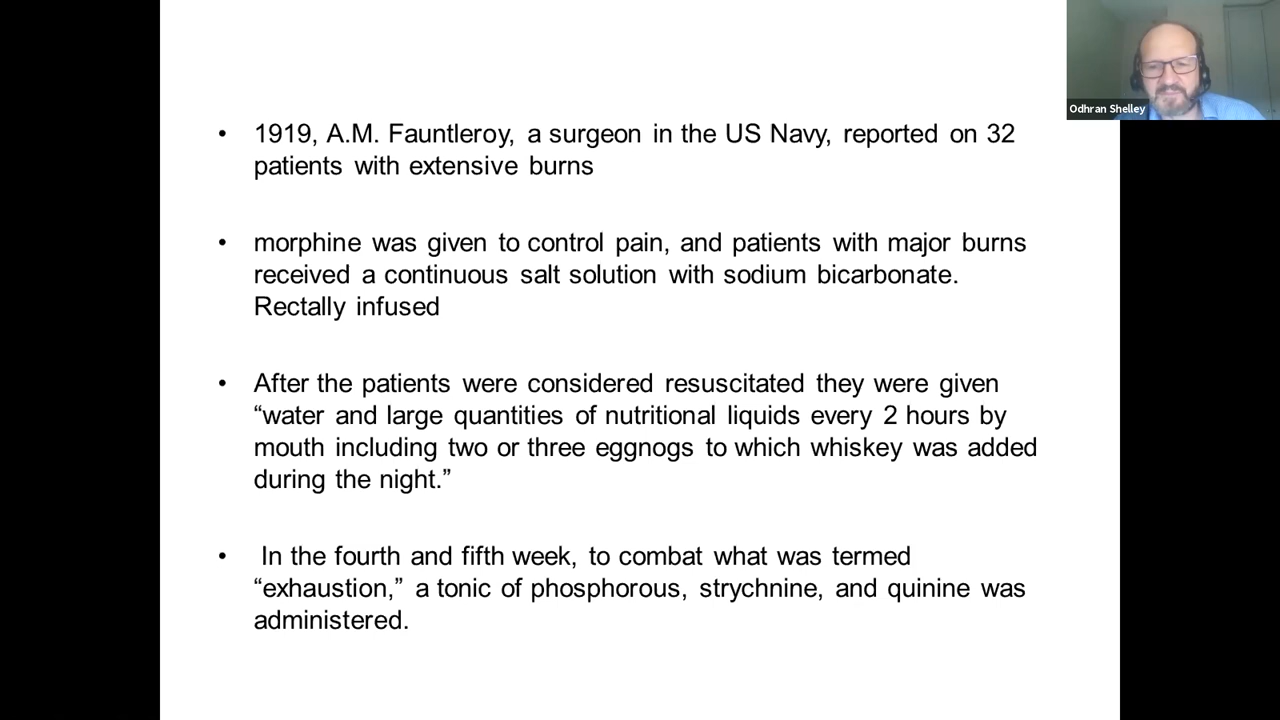 • 1919, A.M. Fauntleroy, a surgeon in the US Navy, reported on 32
patients with extensive burns
• morphine was given to control pain, and patients with major burns
received a continuous salt solution with sodium bicarbonate.
Rectally infused
• After the patients were considered resuscitated they were given
“water and large quantities of nutritional liquids every 2 hours by
mouth including two or three eggnogs to which whiskey was added
during the night.”
• In the fourth and fifth week, to combat what was termed
“exhaustion,” a tonic of phosphorous, strychnine, and quinine was
administered.
Odhran Shelley